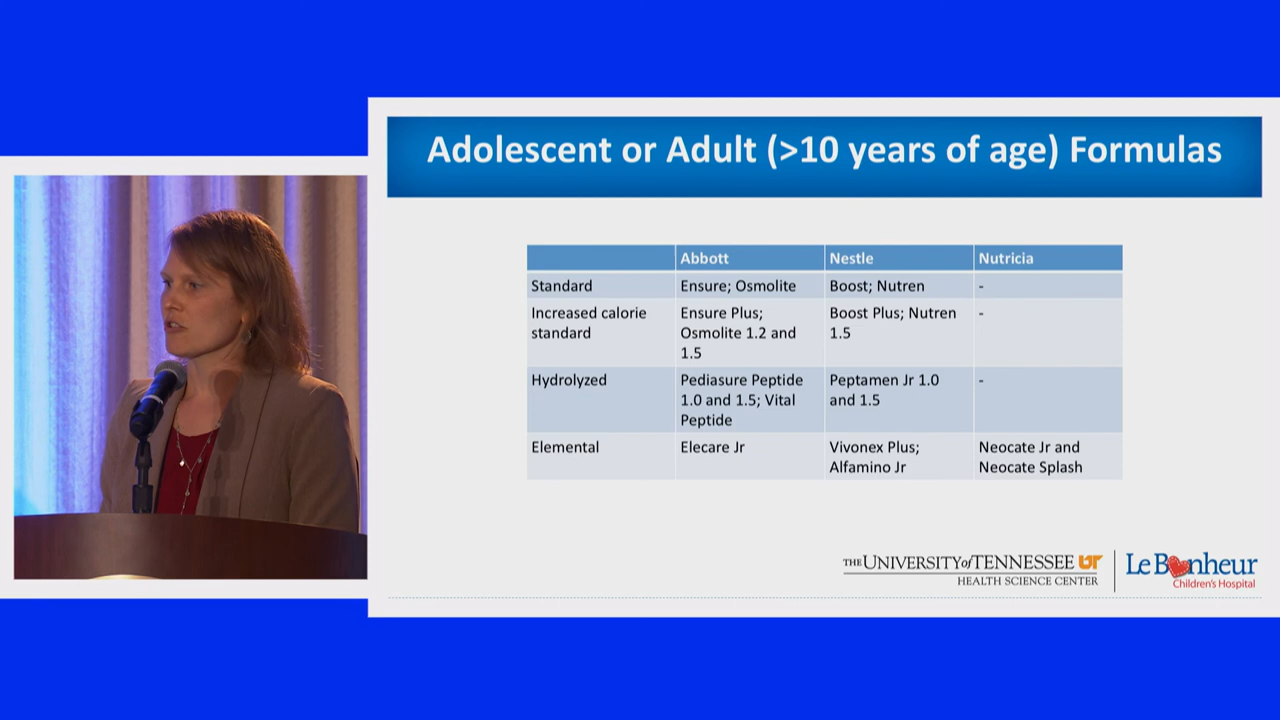 Adolescent or Adult (>10 years of age) Formulas
Abbott Nestle Nutricia
Standard Ensure; Osmolite Boost; Nutren -
Increased calorie standard Ensure Plus; Osmolite 1.2 and 1.5 Boost Plus; Nutren 1.5 -
Hydrolyzed Pediasure Peptide 1.0 and 1.5; Vital Peptide Peptamen Jr 1.0 and 1.5 -
Elemental Elecare Jr Vivonex Plus; Alfamino Jr Neocate Jr and Neocate Splash
THE UNIVERSITY of TENNESSEE UT
HEALTH SCIENCE CENTER
Le Bonheur
Children's Hospital